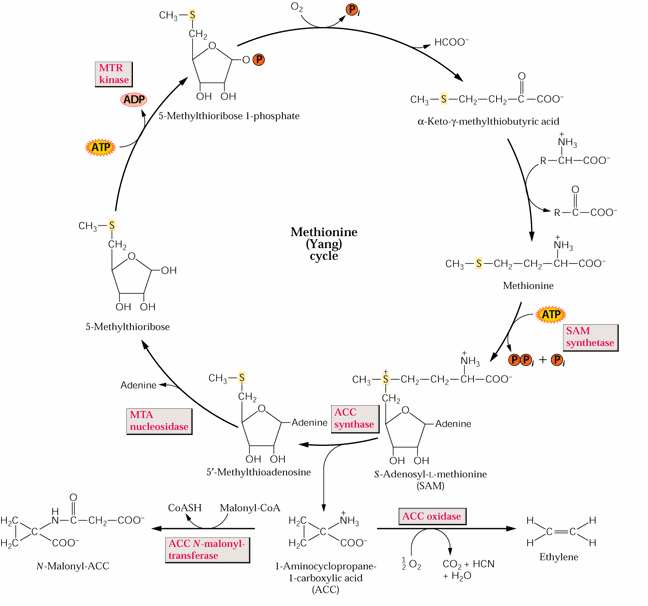 CH₃—S
CH₂
O
O P
OH OH
5-Methylthioribose 1-phosphate
O₂
Pi
HCOO⁻
O
CH₃—S—CH₂—CH₂—C—COO⁻
α-Keto-γ-methylthiobutyric acid
+
NH₃
R—CH—COO⁻
O
R—C—COO⁻
+
NH₃
CH₃—S—CH₂—CH₂—CH—COO⁻
Methionine
ATP
SAM
synthetase
P Pi + Pi
+
NH₃
+
CH₃—S—CH₂—CH₂—CH—COO⁻
CH₂
O
Adenine
OH OH
S-Adenosyl-L-methionine
(SAM)
ACC
synthase
CH₃—S
CH₂
O
Adenine
OH OH
5′-Methylthioadenosine
Adenine
MTA
nucleosidase
CH₃—S
CH₂
O
OH
OH OH
5-Methylthioribose
ATP
ADP
MTR
kinase
Methionine
(Yang)
cycle
+
H₂C NH₃
C
H₂C COO⁻
1-Aminocyclopropane-
1-carboxylic acid
(ACC)
Malonyl-CoA
CoASH
ACC N-malonyl-
transferase
H O
H₂C N—C—CH₂—COO⁻
C
H₂C COO⁻
N-Malonyl-ACC
ACC oxidase
½ O₂
CO₂ + HCN
+ H₂O
H H
C=C
H H
Ethylene